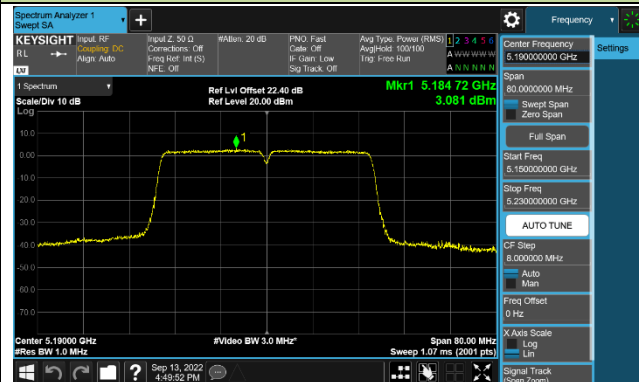 Spectrum Analyzer 1
Swept SA
+
Frequency
KEYSIGHT
RL
Input: RF
Coupling: DC
Align: Auto
Input Z: 50 Ω
Corrections: Off
Freq Ref: Int (S)
NFE: Off
#Atten: 20 dB
PNO: Fast
Gate: Off
IF Gain: Low
Sig Track: Off
Avg Type: Power (RMS)
Avg|Hold: 100/100
Trig: Free Run
1 2 3 4 5 6
A W W W W W
A N N N N N
1 Spectrum
Scale/Div 10 dB
Log
Ref Lvl Offset 22.40 dB
Ref Level 20.00 dBm
Mkr1 5.184 72 GHz
3.081 dBm
10.0
0.00
-10.0
-20.0
-30.0
-40.0
-50.0
-60.0
-70.0
1
Center 5.19000 GHz
#Res BW 1.0 MHz
#Video BW 3.0 MHz*
Span 80.00 MHz
Sweep 1.07 ms (2001 pts)
Sep 13, 2022
4:49:52 PM
Center Frequency
5.190000000 GHz
Settings
Span
80.0000000 MHz
Swept Span
Zero Span
Full Span
Start Freq
5.150000000 GHz
Stop Freq
5.230000000 GHz
AUTO TUNE
CF Step
8.000000 MHz
Auto
Man
Freq Offset
0 Hz
X Axis Scale
Log
Lin
Signal Track
(Span Zoom)